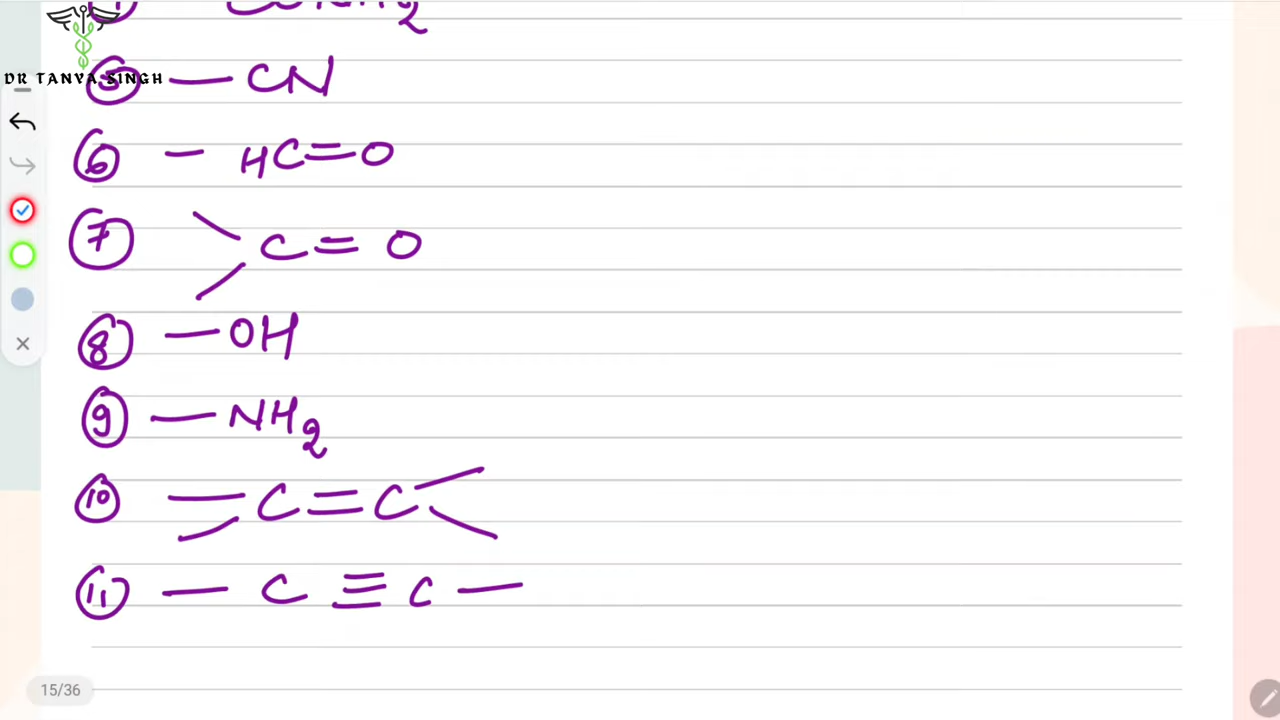 DR TANYA SINGH
⑤ — CN
⑥ — HC=O
⑦ >C=O
⑧ — OH
⑨ — NH₂
⑩ C=C
⑪ — C≡C —
15/36